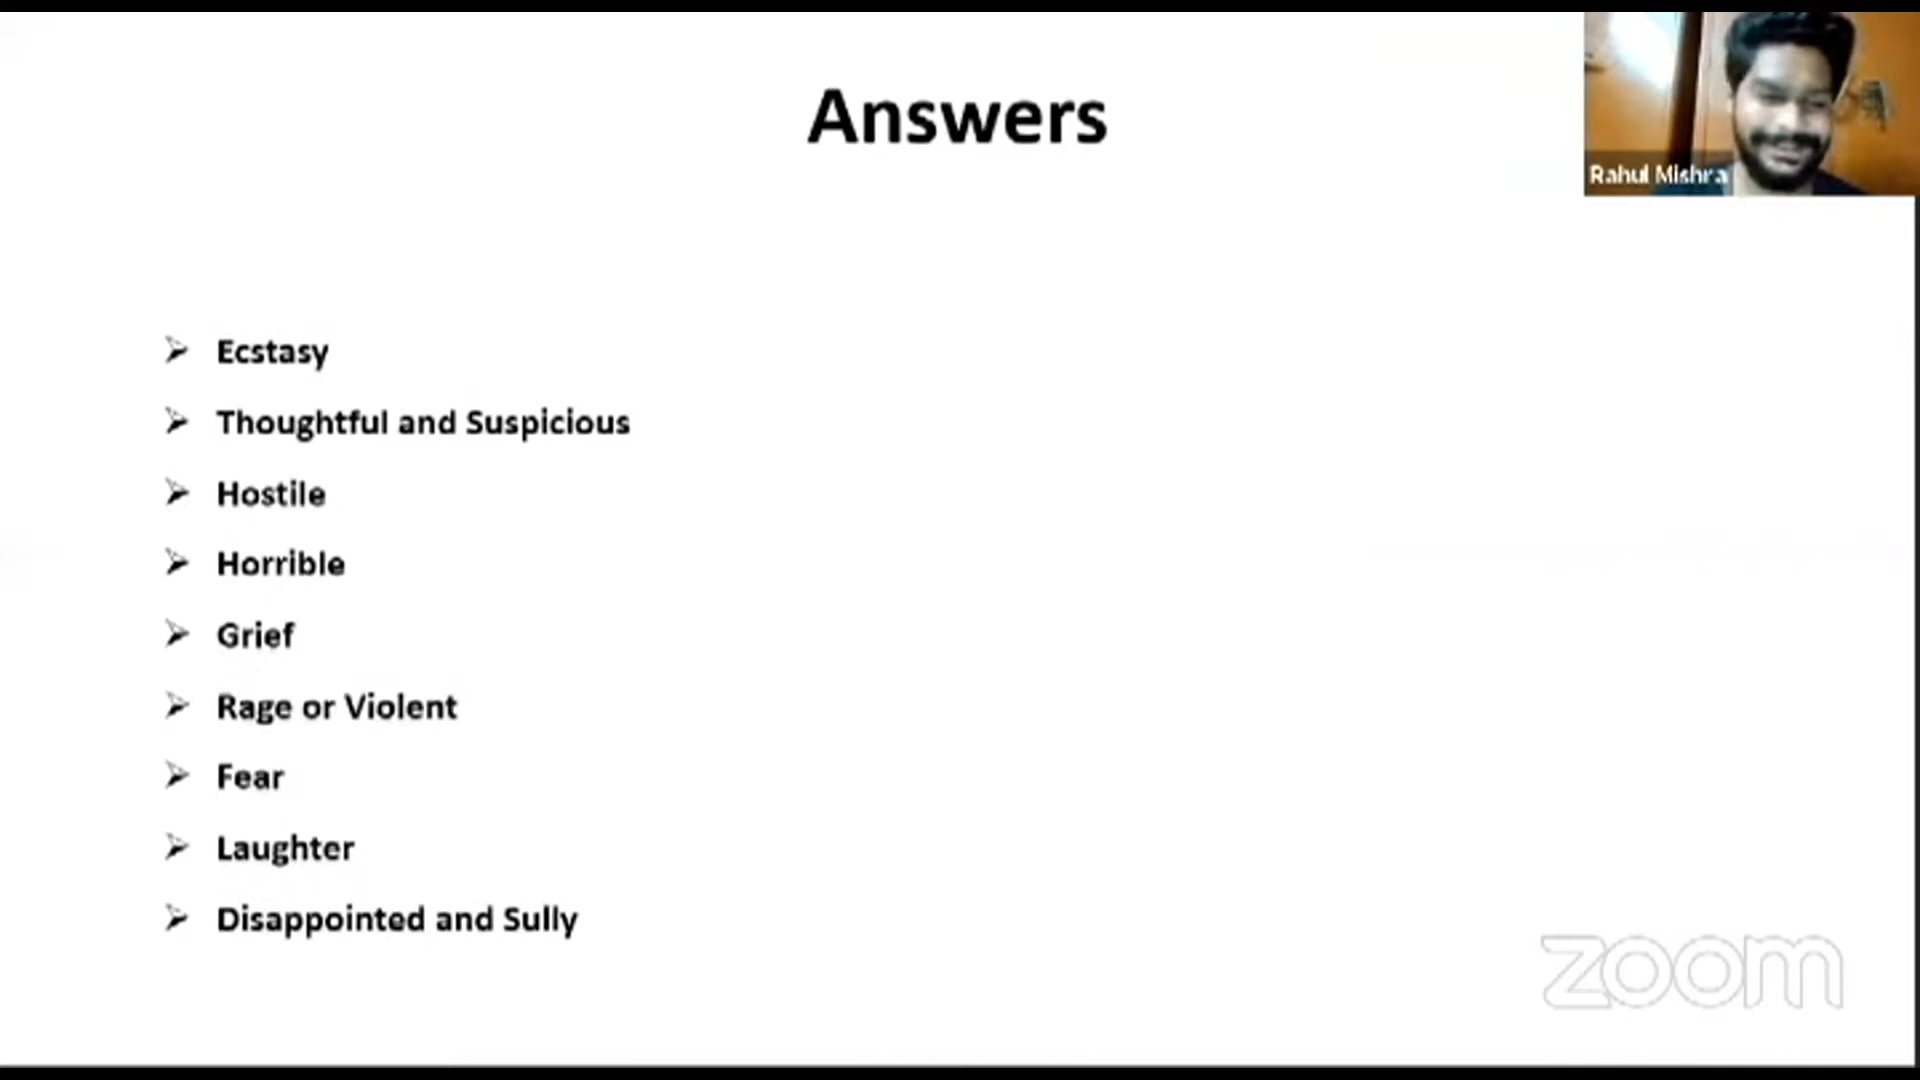 Answers
Rahul Mishra
Ecstasy
Thoughtful and Suspicious
Hostile
Horrible
Grief
Rage or Violent
Fear
Laughter
Disappointed and Sully
zoom